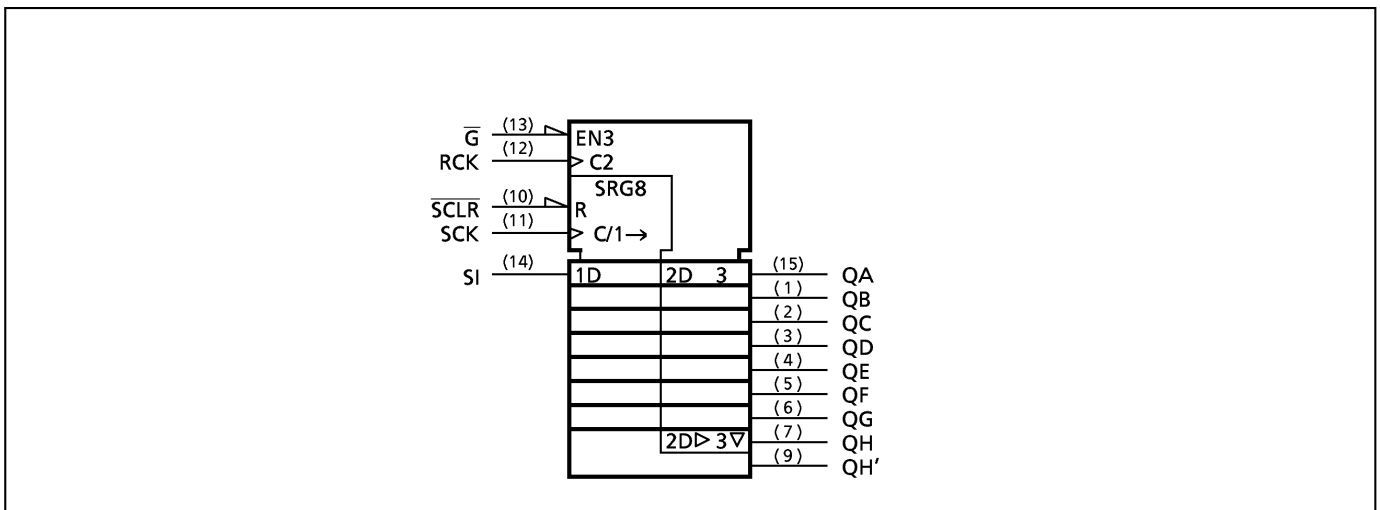 G̅ (13) EN3
RCK (12) C2
SRG8
S̅C̅L̅R̅ (10) R
SCK (11) C/1→
SI (14) 1D 2D 3 (15) QA
(1) QB
(2) QC
(3) QD
(4) QE
(5) QF
(6) QG
2D▷ 3▽ (7) QH
(9) QH'